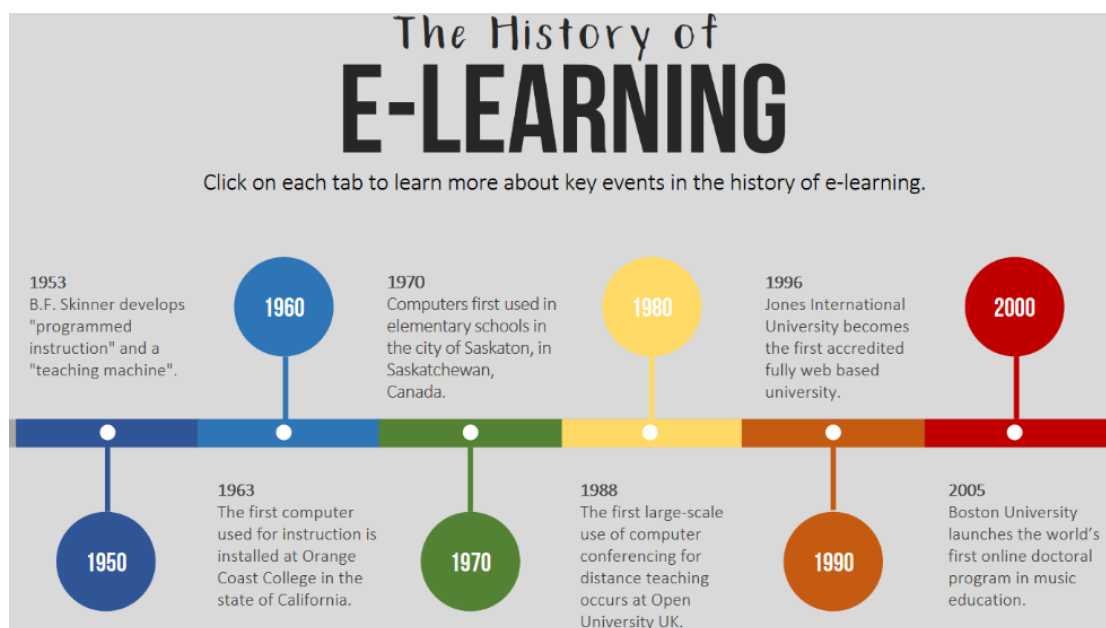 The History of
E-LEARNING
Click on each tab to learn more about key events in the history of e-learning.
1953
B.F. Skinner develops
"programmed
instruction" and a
"teaching machine".
1960
1970
Computers first used in
elementary schools in
the city of Saskaton, in
Saskatchewan,
Canada.
1980
1996
Jones International
University becomes
the first accredited
fully web based
university.
2000
1950
1963
The first computer
used for instruction is
installed at Orange
Coast College in the
state of California.
1970
1988
The first large-scale
use of computer
conferencing for
distance teaching
occurs at Open
University UK.
1990
2005
Boston University
launches the world's
first online doctoral
program in music
education.